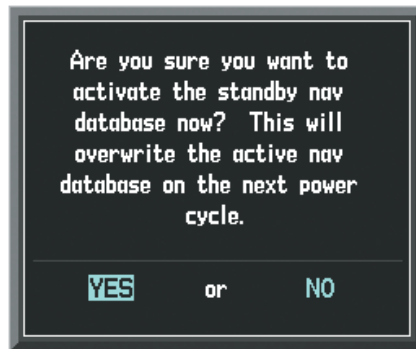 Are you sure you want to
activate the standby nav
database now? This will
overwrite the active nav
database on the next power
cycle.
YES or NO